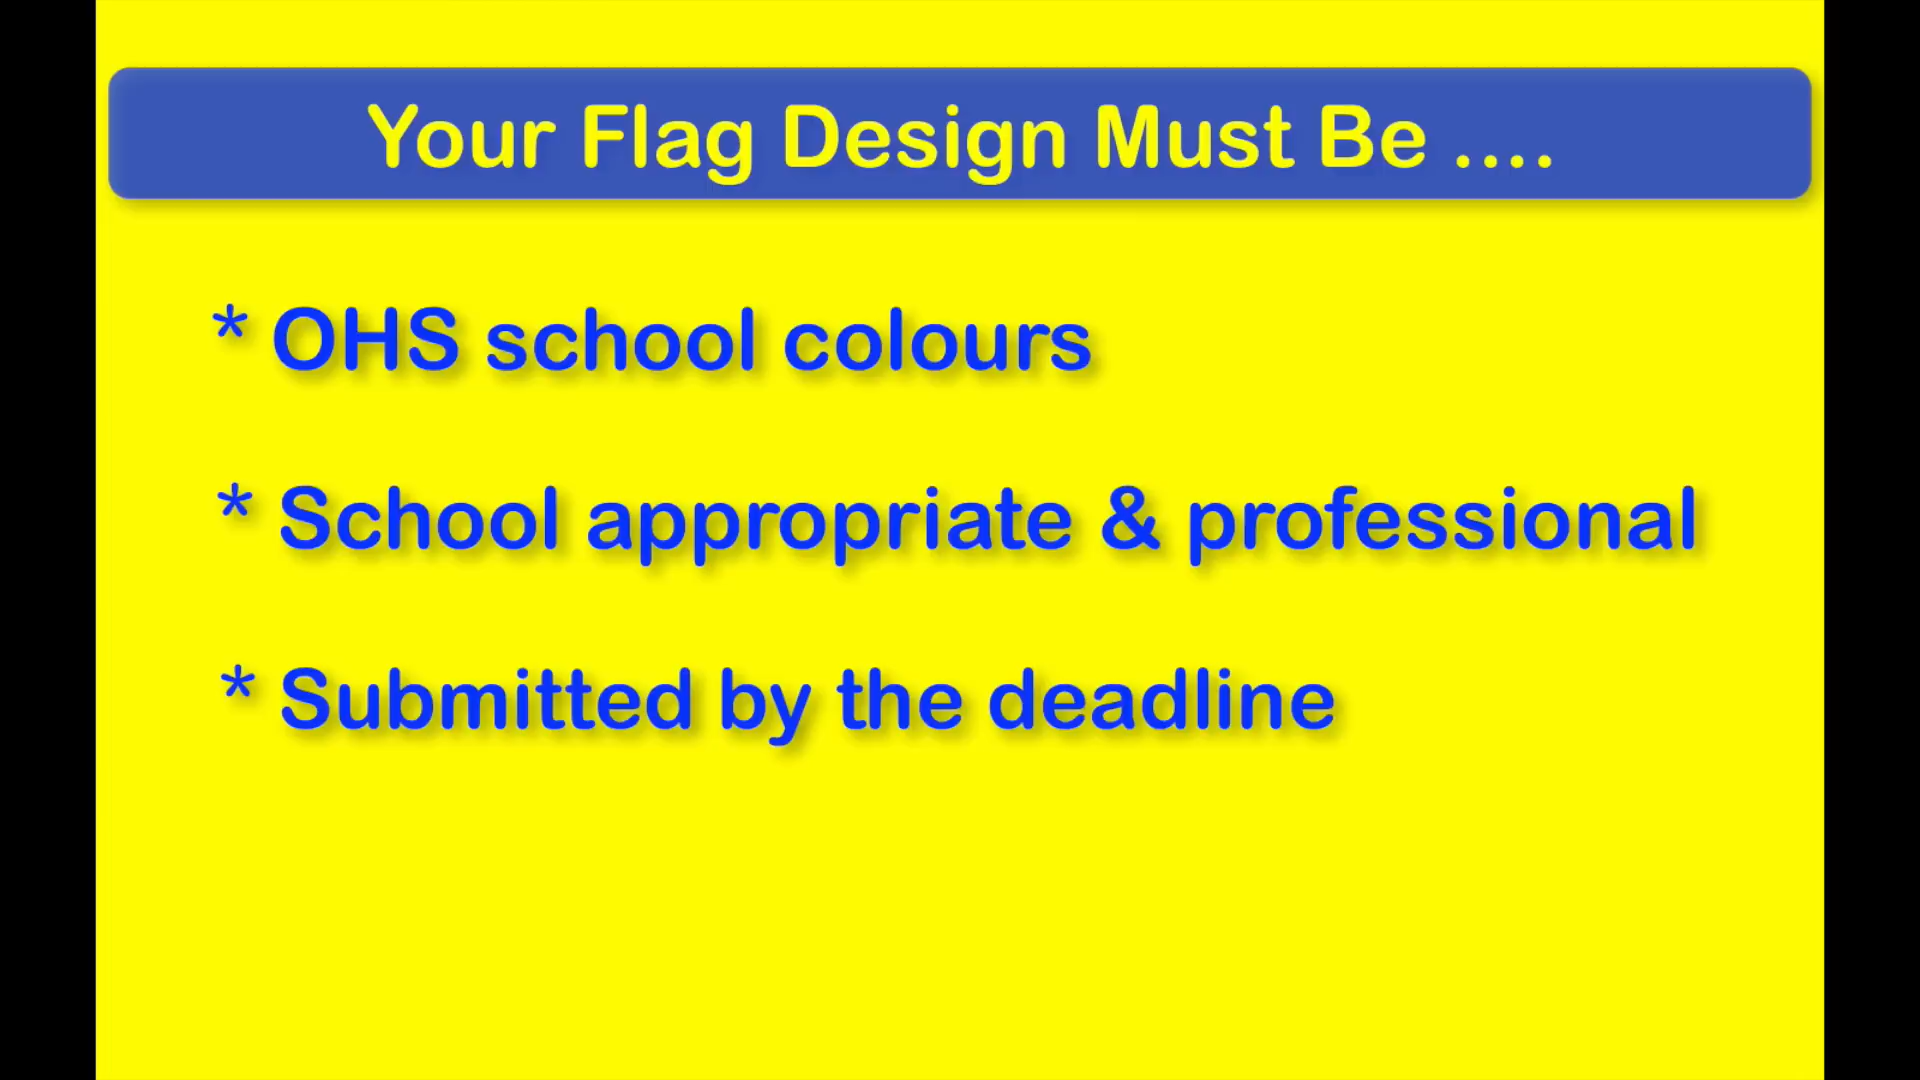 Your Flag Design Must Be ....
* OHS school colours
* School appropriate & professional
* Submitted by the deadline